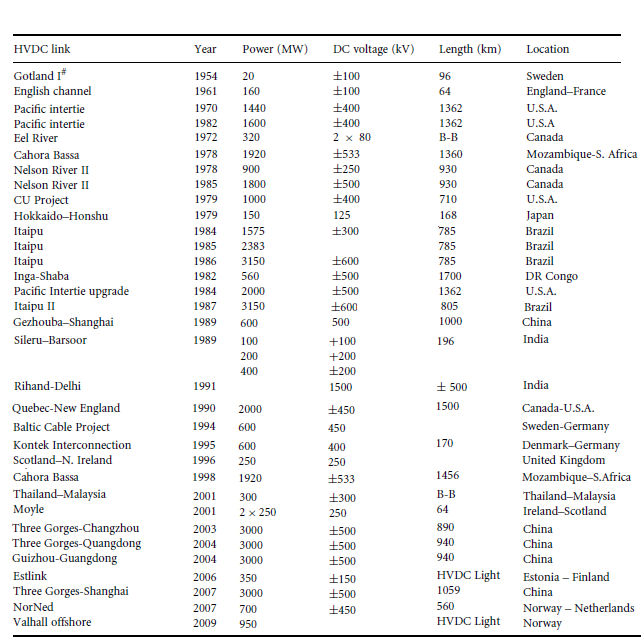 HVDC link Year Power (MW) DC voltage (kV) Length (km) Location
Gotland I# 1954 20 ±100 96 Sweden
English channel 1961 160 ±100 64 England–France
Pacific intertie 1970 1440 ±400 1362 U.S.A.
Pacific intertie 1982 1600 ±400 1362 U.S.A
Eel River 1972 320 2 × 80 B-B Canada
Cahora Bassa 1978 1920 ±533 1360 Mozambique-S. Africa
Nelson River II 1978 900 ±250 930 Canada
Nelson River II 1985 1800 ±500 930 Canada
CU Project 1979 1000 ±400 710 U.S.A.
Hokkaido–Honshu 1979 150 125 168 Japan
Itaipu 1984 1575 ±300 785 Brazil
Itaipu 1985 2383 785 Brazil
Itaipu 1986 3150 ±600 785 Brazil
Inga-Shaba 1982 560 ±500 1700 DR Congo
Pacific Intertie upgrade 1984 2000 ±500 1362 U.S.A.
Itaipu II 1987 3150 ±600 805 Brazil
Gezhouba–Shanghai 1989 600 500 1000 China
Sileru–Barsoor 1989 100 +100 196 India
200 +200
400 ±200
Rihand-Delhi 1991 1500 ± 500 India
Quebec-New England 1990 2000 ±450 1500 Canada-U.S.A.
Baltic Cable Project 1994 600 450 Sweden-Germany
Kontek Interconnection 1995 600 400 170 Denmark–Germany
Scotland–N. Ireland 1996 250 250 United Kingdom
Cahora Bassa 1998 1920 ±533 1456 Mozambique–S.Africa
Thailand–Malaysia 2001 300 ±300 B-B Thailand–Malaysia
Moyle 2001 2 × 250 250 64 Ireland–Scotland
Three Gorges-Changzhou 2003 3000 ±500 890 China
Three Gorges-Quangdong 2004 3000 ±500 940 China
Guizhou-Guangdong 2004 3000 ±500 940 China
Estlink 2006 350 ±150 HVDC Light Estonia – Finland
Three Gorges-Shanghai 2007 3000 ±500 1059 China
NorNed 2007 700 ±450 560 Norway – Netherlands
Valhall offshore 2009 950 HVDC Light Norway